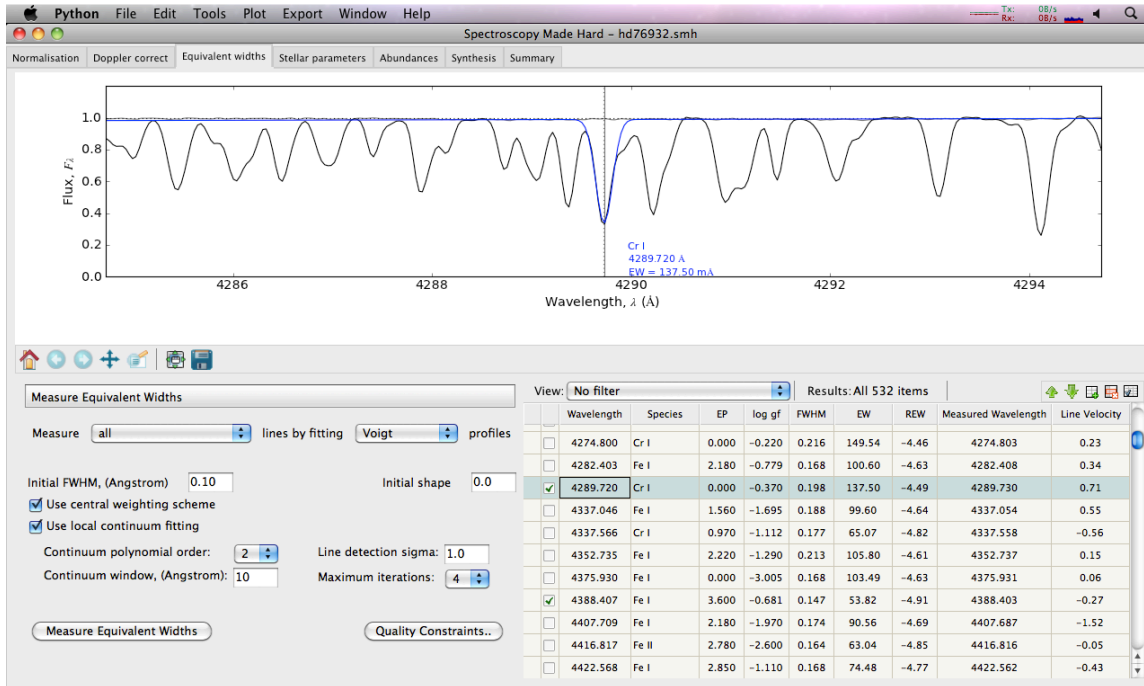 Python File Edit Tools Plot Export Window Help Tx: 0B/s
Rx: 0B/s
Spectroscopy Made Hard – hd76932.smh
Normalisation Doppler correct Equivalent widths Stellar parameters Abundances Synthesis Summary
1.0
0.8
0.6
0.4
0.2
0.0
Flux, Fλ
Cr I
4289.720 Å
EW = 137.50 mÅ
4286 4288 4290 4292 4294
Wavelength, λ (Å)
Measure Equivalent Widths
Measure all lines by fitting Voigt profiles
Initial FWHM, (Angstrom) 0.10 Initial shape 0.0
Use central weighting scheme
Use local continuum fitting
Continuum polynomial order: 2 Line detection sigma: 1.0
Continuum window, (Angstrom): 10 Maximum iterations: 4
Measure Equivalent Widths Quality Constraints..
View: No filter Results: All 532 items
Wavelength Species EP log gf FWHM EW REW Measured Wavelength Line Velocity
4274.800 Cr I 0.000 −0.220 0.216 149.54 −4.46 4274.803 0.23
4282.403 Fe I 2.180 −0.779 0.168 100.60 −4.63 4282.408 0.34
4289.720 Cr I 0.000 −0.370 0.198 137.50 −4.49 4289.730 0.71
4337.046 Fe I 1.560 −1.695 0.188 99.60 −4.64 4337.054 0.55
4337.566 Cr I 0.970 −1.112 0.177 65.07 −4.82 4337.558 −0.56
4352.735 Fe I 2.220 −1.290 0.213 105.80 −4.61 4352.737 0.15
4375.930 Fe I 0.000 −3.005 0.168 103.49 −4.63 4375.931 0.06
4388.407 Fe I 3.600 −0.681 0.147 53.82 −4.91 4388.403 −0.27
4407.709 Fe I 2.180 −1.970 0.174 90.56 −4.69 4407.687 −1.52
4416.817 Fe II 2.780 −2.600 0.164 63.04 −4.85 4416.816 −0.05
4422.568 Fe I 2.850 −1.110 0.168 74.48 −4.77 4422.562 −0.43